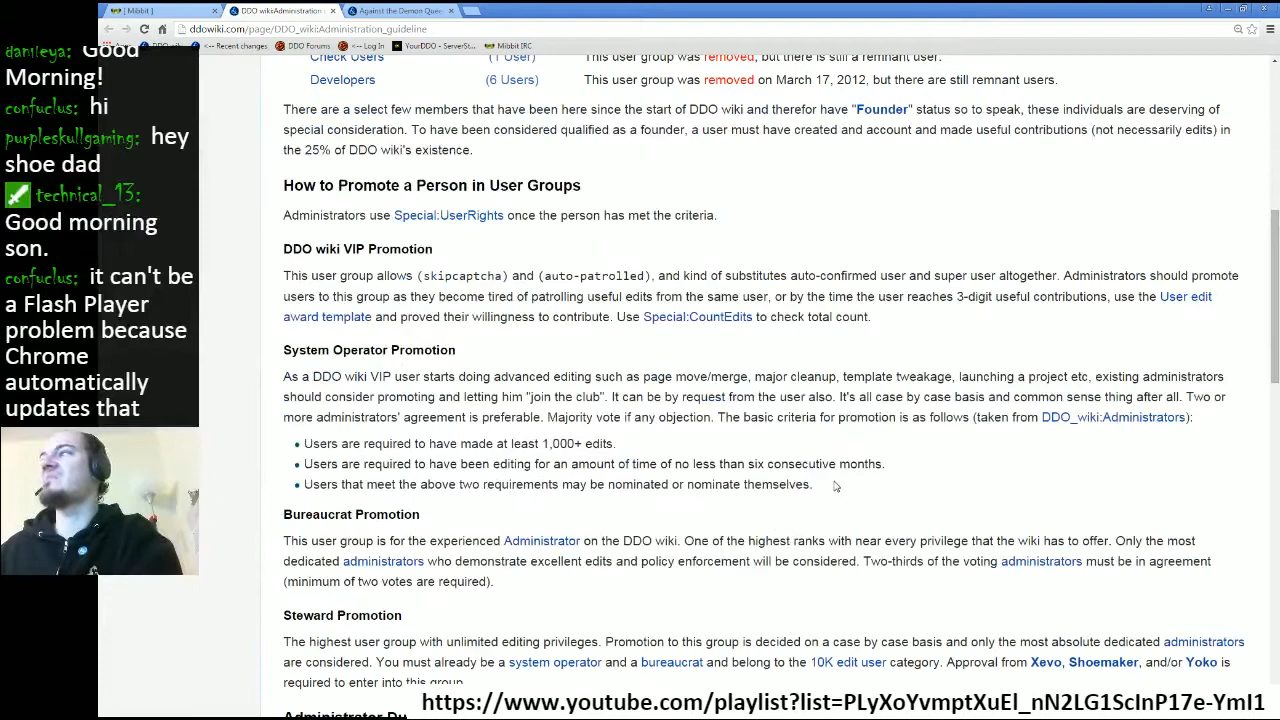 [ Mibbit ]
DDO wiki:Administration
Against the Demon Quee
ddowiki.com/page/DDO_wiki:Administration_guideline
<-- Recent changes
DDO Forums
<-- Log In
YourDDO -- ServerSt...
Mibbit IRC
damleya: Good
Morning!
confuclus: hi
purpleskullgaming: hey
shoe dad
technical_13:
Good morning
son.
confuclus: it can't be
a Flash Player
problem because
Chrome
automatically
updates that
Check Users (1 User) This user group was removed, but there is still a remnant user.
Developers (6 Users) This user group was removed on March 17, 2012, but there are still remnant users.
There are a select few members that have been here since the start of DDO wiki and therefor have "Founder" status so to speak, these individuals are deserving of
special consideration. To have been considered qualified as a founder, a user must have created and account and made useful contributions (not necessarily edits) in
the 25% of DDO wiki's existence.
How to Promote a Person in User Groups
Administrators use Special:UserRights once the person has met the criteria.
DDO wiki VIP Promotion
This user group allows (skipcaptcha) and (auto-patrolled), and kind of substitutes auto-confirmed user and super user altogether. Administrators should promote
users to this group as they become tired of patrolling useful edits from the same user, or by the time the user reaches 3-digit useful contributions, use the User edit
award template and proved their willingness to contribute. Use Special:CountEdits to check total count.
System Operator Promotion
As a DDO wiki VIP user starts doing advanced editing such as page move/merge, major cleanup, template tweakage, launching a project etc, existing administrators
should consider promoting and letting him "join the club". It can be by request from the user also. It's all case by case basis and common sense thing after all. Two or
more administrators' agreement is preferable. Majority vote if any objection. The basic criteria for promotion is as follows (taken from DDO_wiki:Administrators):
• Users are required to have made at least 1,000+ edits.
• Users are required to have been editing for an amount of time of no less than six consecutive months.
• Users that meet the above two requirements may be nominated or nominate themselves.
Bureaucrat Promotion
This user group is for the experienced Administrator on the DDO wiki. One of the highest ranks with near every privilege that the wiki has to offer. Only the most
dedicated administrators who demonstrate excellent edits and policy enforcement will be considered. Two-thirds of the voting administrators must be in agreement
(minimum of two votes are required).
Steward Promotion
The highest user group with unlimited editing privileges. Promotion to this group is decided on a case by case basis and only the most absolute dedicated administrators
are considered. You must already be a system operator and a bureaucrat and belong to the 10K edit user category. Approval from Xevo, Shoemaker, and/or Yoko is
required to enter into this group.
https://www.youtube.com/playlist?list=PLyXoYvmptXuEl_nN2LG1ScInP17e-YmI1